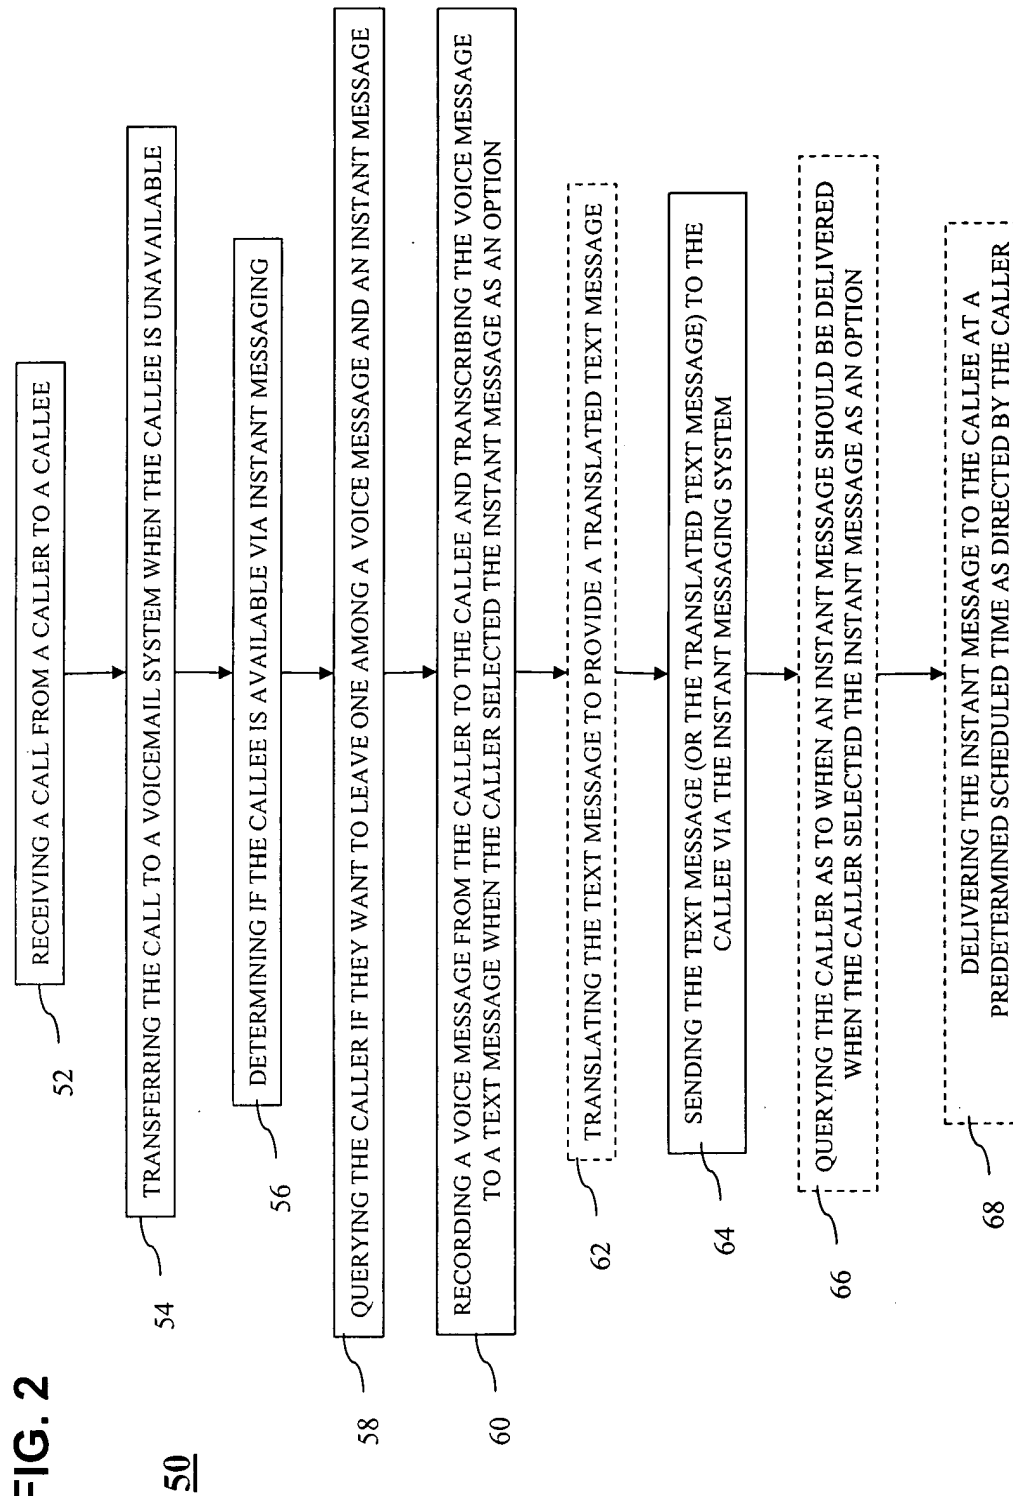 FIG. 2
50
52
RECEIVING A CALL FROM A CALLER TO A CALLEE
54
TRANSFERRING THE CALL TO A VOICEMAIL SYSTEM WHEN THE CALLEE IS UNAVAILABLE
56
DETERMINING IF THE CALLEE IS AVAILABLE VIA INSTANT MESSAGING
58
QUERYING THE CALLER IF THEY WANT TO LEAVE ONE AMONG A VOICE MESSAGE AND AN INSTANT MESSAGE
60
RECORDING A VOICE MESSAGE FROM THE CALLER TO THE CALLEE AND TRANSCRIBING THE VOICE MESSAGE
TO A TEXT MESSAGE WHEN THE CALLER SELECTED THE INSTANT MESSAGE AS AN OPTION
62
TRANSLATING THE TEXT MESSAGE TO PROVIDE A TRANSLATED TEXT MESSAGE
64
SENDING THE TEXT MESSAGE (OR THE TRANSLATED TEXT MESSAGE) TO THE
CALLEE VIA THE INSTANT MESSAGING SYSTEM
66
QUERYING THE CALLER AS TO WHEN AN INSTANT MESSAGE SHOULD BE DELIVERED
WHEN THE CALLER SELECTED THE INSTANT MESSAGE AS AN OPTION
68
DELIVERING THE INSTANT MESSAGE TO THE CALLEE AT A
PREDETERMINED SCHEDULED TIME AS DIRECTED BY THE CALLER